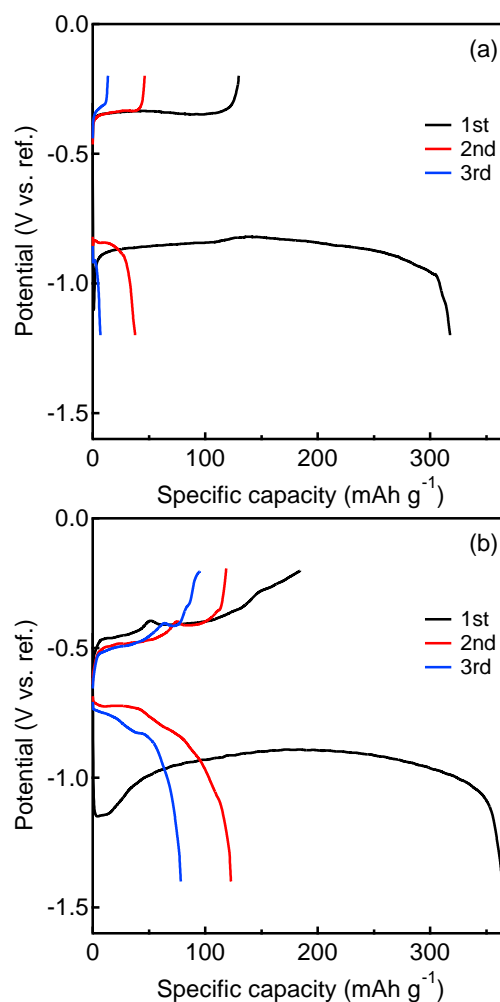 0.0
(a)
1st
2nd
3rd
-0.5
-1.0
-1.5
Potential (V vs. ref.)
0 100 200 300
Specific capacity (mAh g⁻¹)
0.0
(b)
1st
2nd
3rd
-0.5
-1.0
-1.5
Potential (V vs. ref.)
0 100 200 300
Specific capacity (mAh g⁻¹)